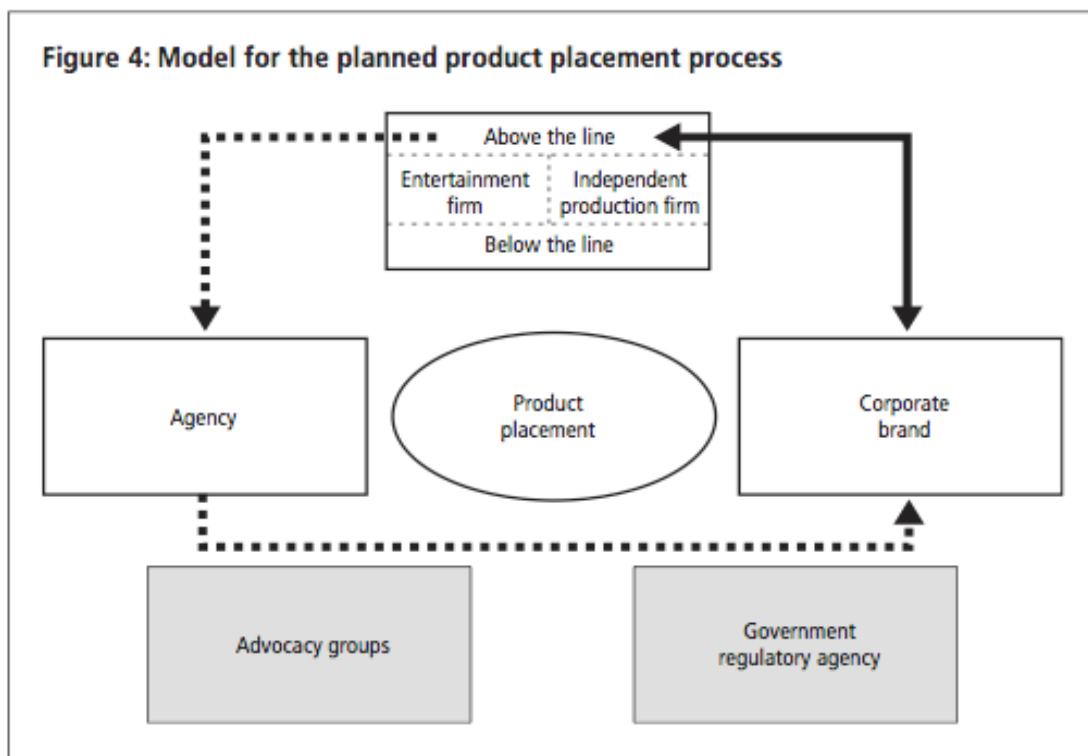 Figure 4: Model for the planned product placement process
Above the line
Entertainment
firm
Independent
production firm
Below the line
Agency
Product
placement
Corporate
brand
Advocacy groups
Government
regulatory agency